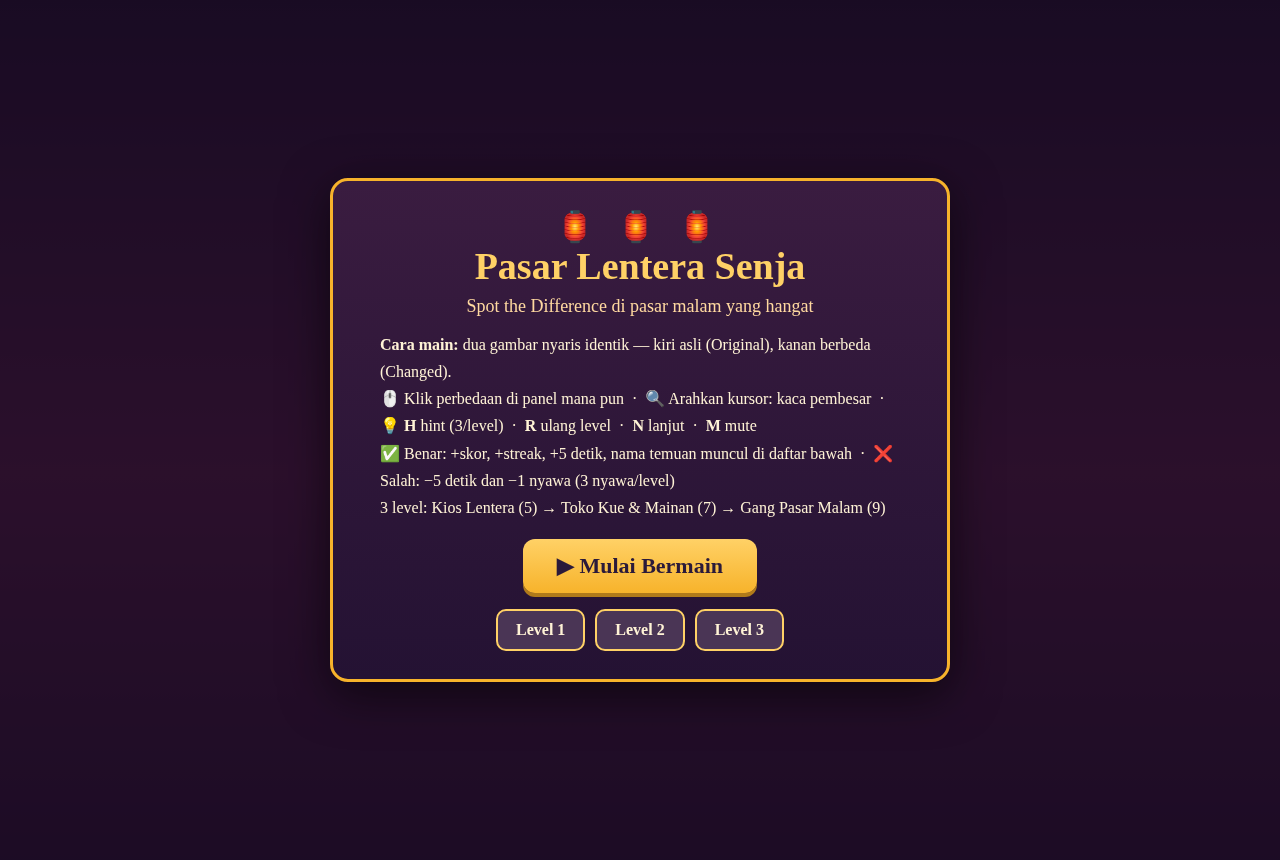 Pasar Lentera Senja
Spot the Difference di pasar malam yang hangat
Cara main: dua gambar nyaris identik — kiri asli (Original), kanan berbeda
(Changed).
🖱️ Klik perbedaan di panel mana pun · 🔍 Arahkan kursor: kaca pembesar ·
💡 H hint (3/level) · R ulang level · N lanjut · M mute
✅ Benar: +skor, +streak, +5 detik, nama temuan muncul di daftar bawah · ❌
Salah: −5 detik dan −1 nyawa (3 nyawa/level)
3 level: Kios Lentera (5) → Toko Kue & Mainan (7) → Gang Pasar Malam (9)
▶ Mulai Bermain
Level 1
Level 2
Level 3